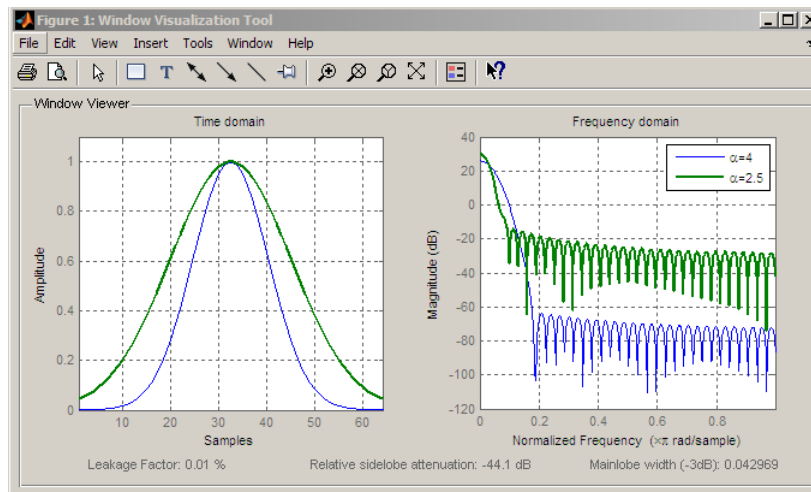 Figure 1: Window Visualization Tool
File Edit View Insert Tools Window Help
Window Viewer
Time domain
1
0.8
0.6
0.4
0.2
0
10 20 30 40 50 60
Amplitude
Samples
Frequency domain
40
20
0
-20
-40
-60
-80
-100
-120
0 0.2 0.4 0.6 0.8
Magnitude (dB)
Normalized Frequency (×π rad/sample)
α=4
α=2.5
Leakage Factor: 0.01 %
Relative sidelobe attenuation: -44.1 dB
Mainlobe width (-3dB): 0.042969